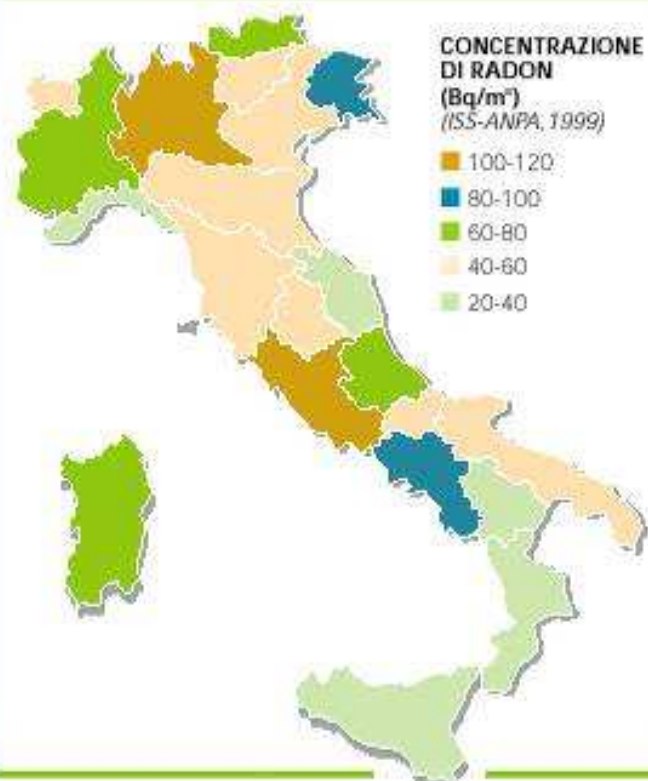 CONCENTRAZIONE
DI RADON
(Bq/m³)
(ISS-ANPA, 1999)
100-120
80-100
60-80
40-60
20-40